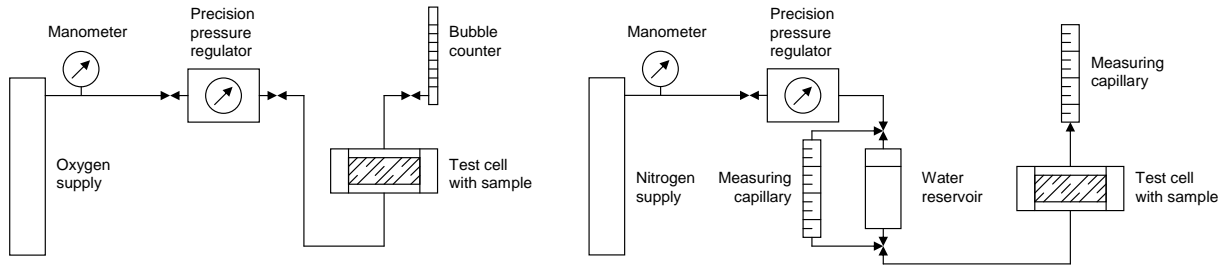 Manometer
Precision
pressure
regulator
Bubble
counter
Oxygen
supply
Test cell
with sample
Manometer
Precision
pressure
regulator
Measuring
capillary
Nitrogen
supply
Measuring
capillary
Water
reservoir
Test cell
with sample